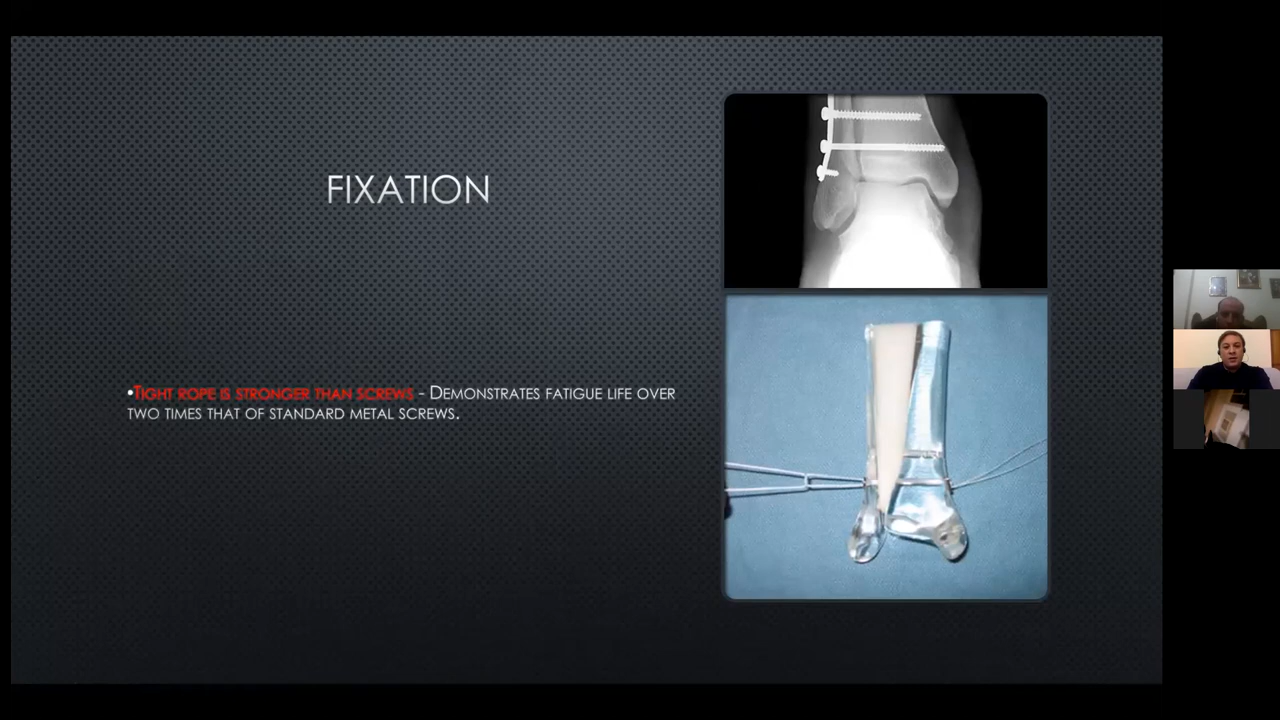 FIXATION
•Tight rope is stronger than screws - Demonstrates fatigue life over
two times that of standard metal screws.